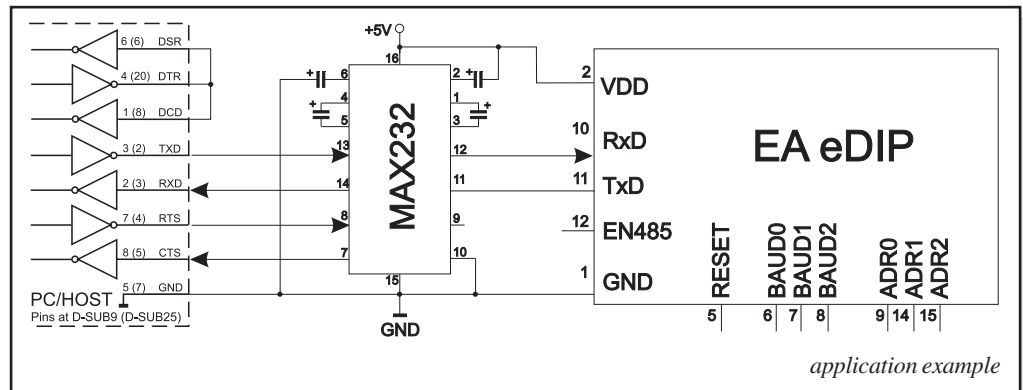 +5V
6 (6) DSR
4 (20) DTR
1 (8) DCD
3 (2) TXD
2 (3) RXD
7 (4) RTS
8 (5) CTS
5 (7) GND
PC/HOST
Pins at D-SUB9 (D-SUB25)
16
+ 6
2 +
+ 4
1 +
5
3
13
12
14
11
8
9
7
10
15
MAX232
GND
2 VDD
10 RxD
11 TxD
12 EN485
1 GND
EA eDIP
RESET
BAUD0
BAUD1
BAUD2
ADR0
ADR1
ADR2
5
6
7
8
9
14
15
application example